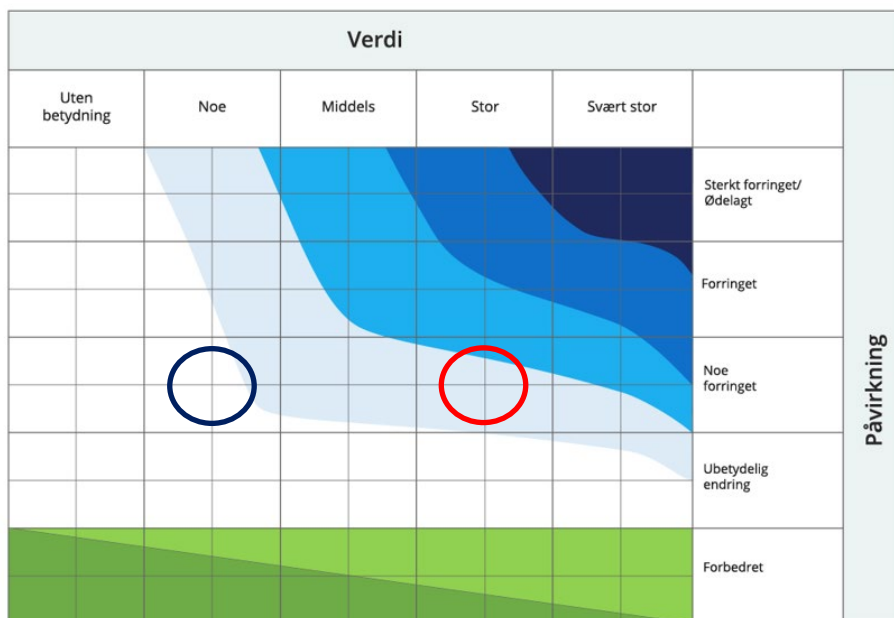 Verdi
Uten
betydning
Noe
Middels
Stor
Svært stor
Sterkt forringet/
Ødelagt
Forringet
Noe
forringet
Ubetydelig
endring
Forbedret
Påvirkning